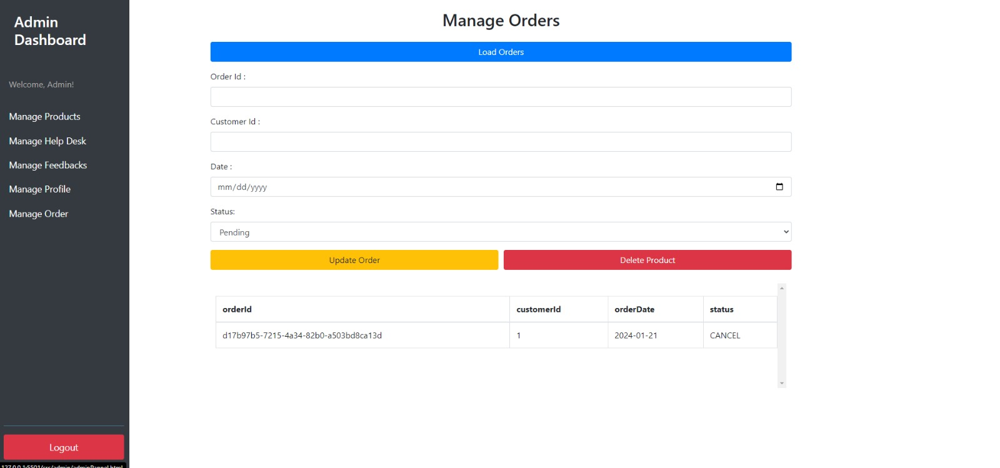 Admin
Dashboard
Welcome, Admin!
Manage Products
Manage Help Desk
Manage Feedbacks
Manage Profile
Manage Order
Logout
127.0.0.1:5501/src/admin/adminPannel.html
Manage Orders
Load Orders
Order Id :
Customer Id :
Date :
mm/dd/yyyy
Status:
Pending
Update Order Delete Product
orderId customerId orderDate status
d17b97b5-7215-4a34-82b0-a503bd8ca13d 1 2024-01-21 CANCEL